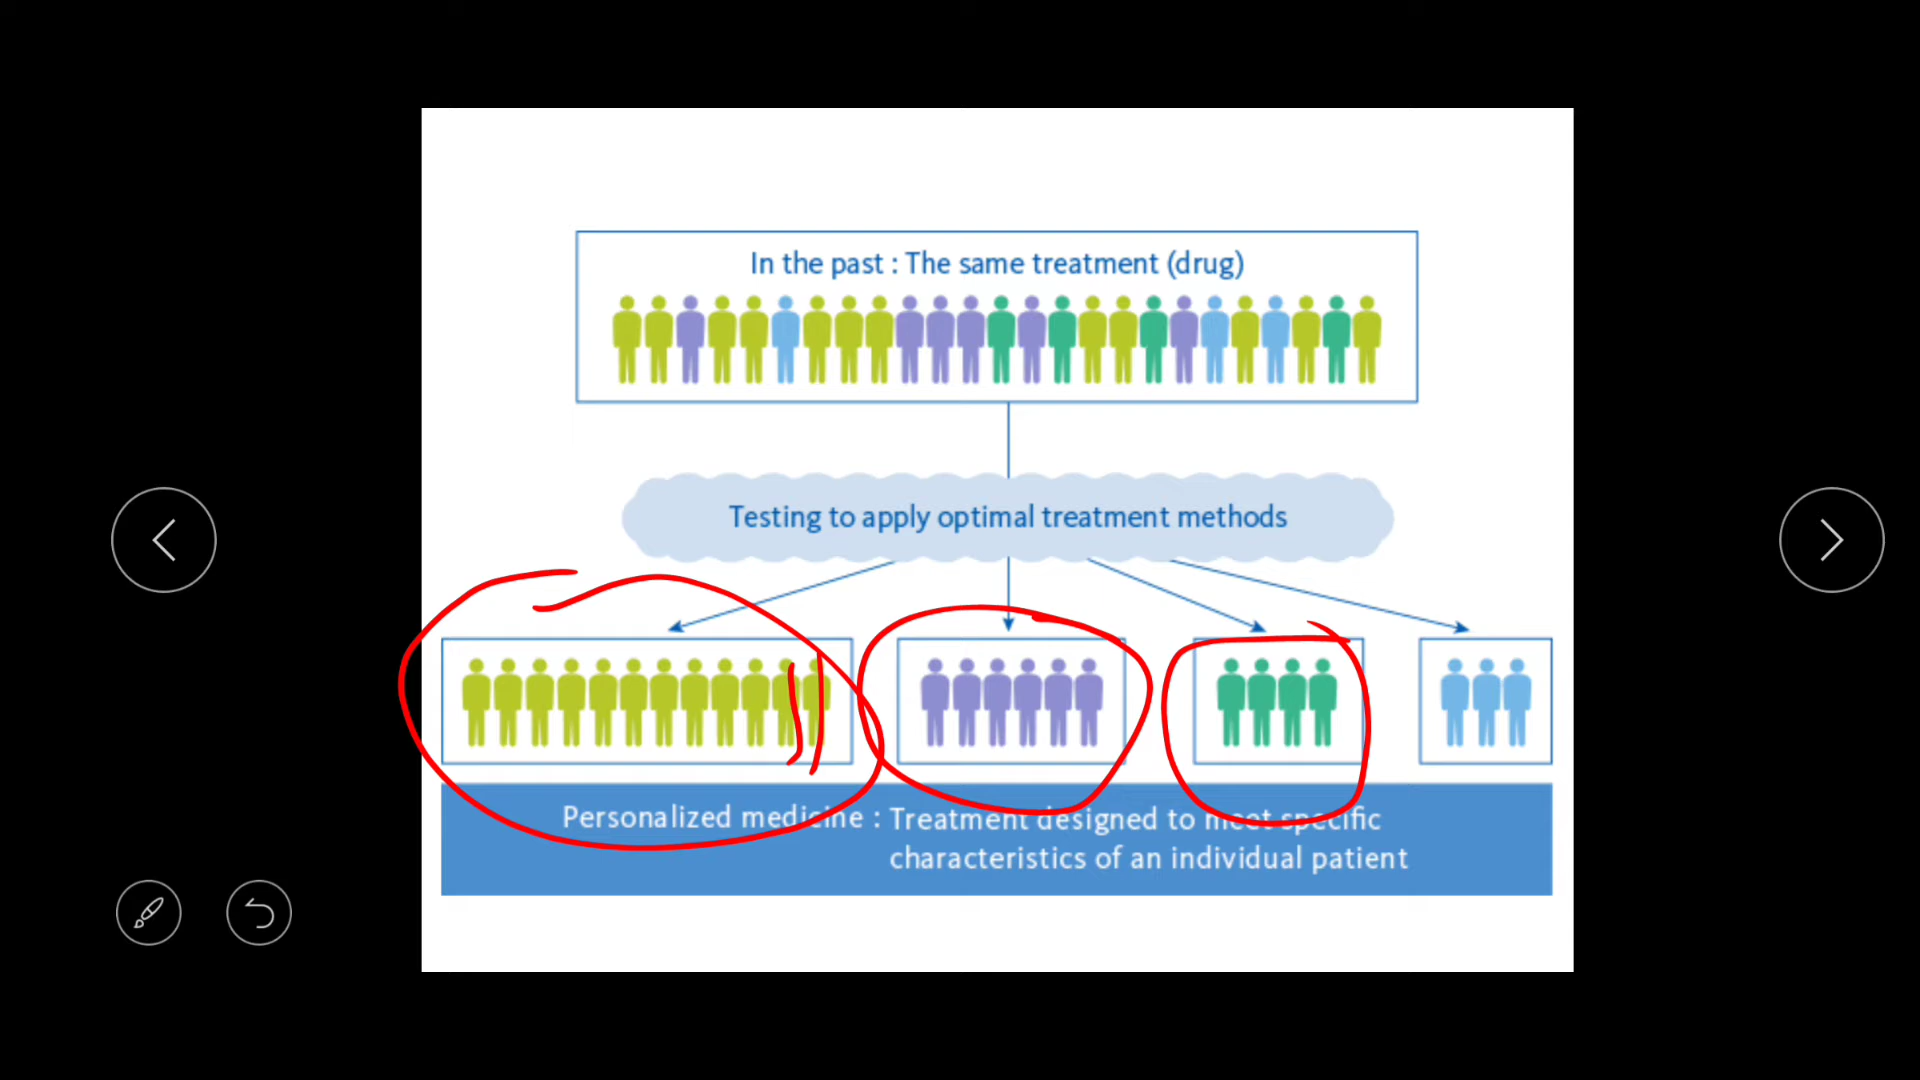 In the past : The same treatment (drug)
Testing to apply optimal treatment methods
Personalized medicine : Treatment designed to meet specific
characteristics of an individual patient